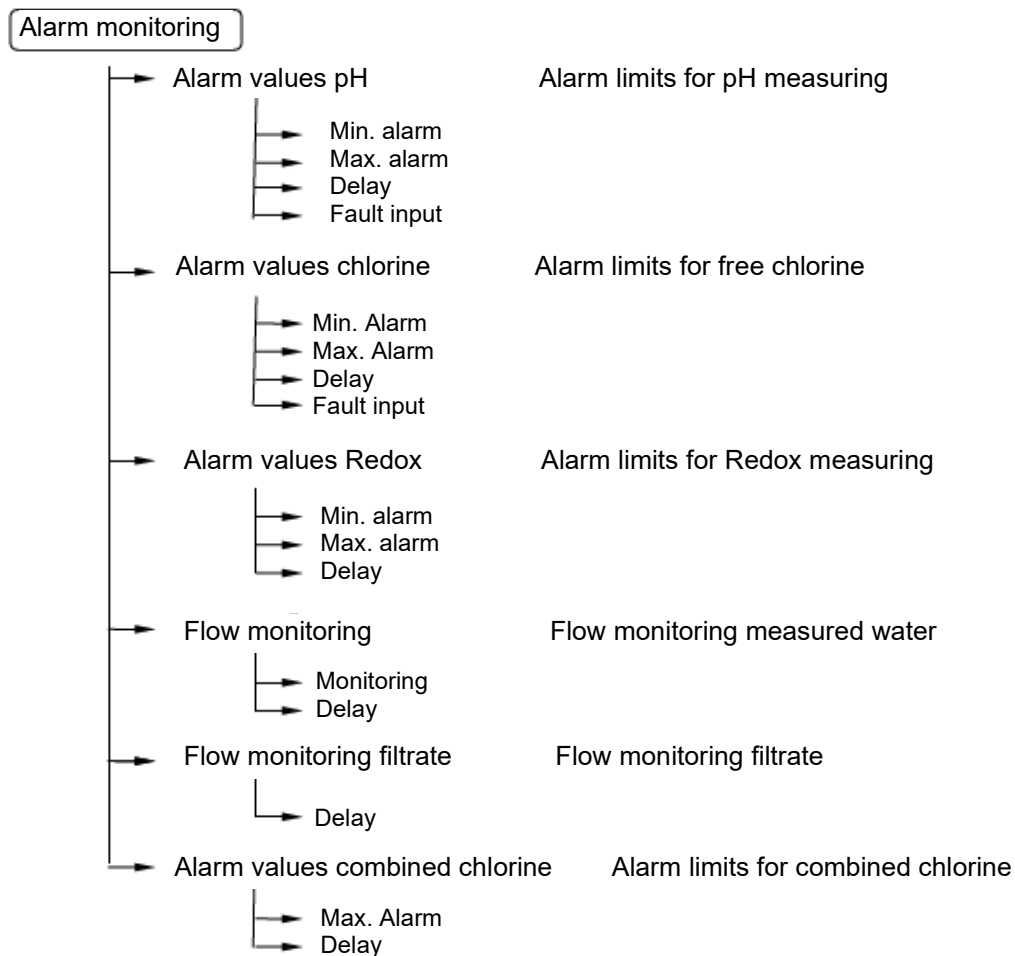 Alarm monitoring
Alarm values pH Alarm limits for pH measuring
Min. alarm
Max. alarm
Delay
Fault input
Alarm values chlorine Alarm limits for free chlorine
Min. Alarm
Max. Alarm
Delay
Fault input
Alarm values Redox Alarm limits for Redox measuring
Min. alarm
Max. alarm
Delay
Flow monitoring Flow monitoring measured water
Monitoring
Delay
Flow monitoring filtrate Flow monitoring filtrate
Delay
Alarm values combined chlorine Alarm limits for combined chlorine
Max. Alarm
Delay